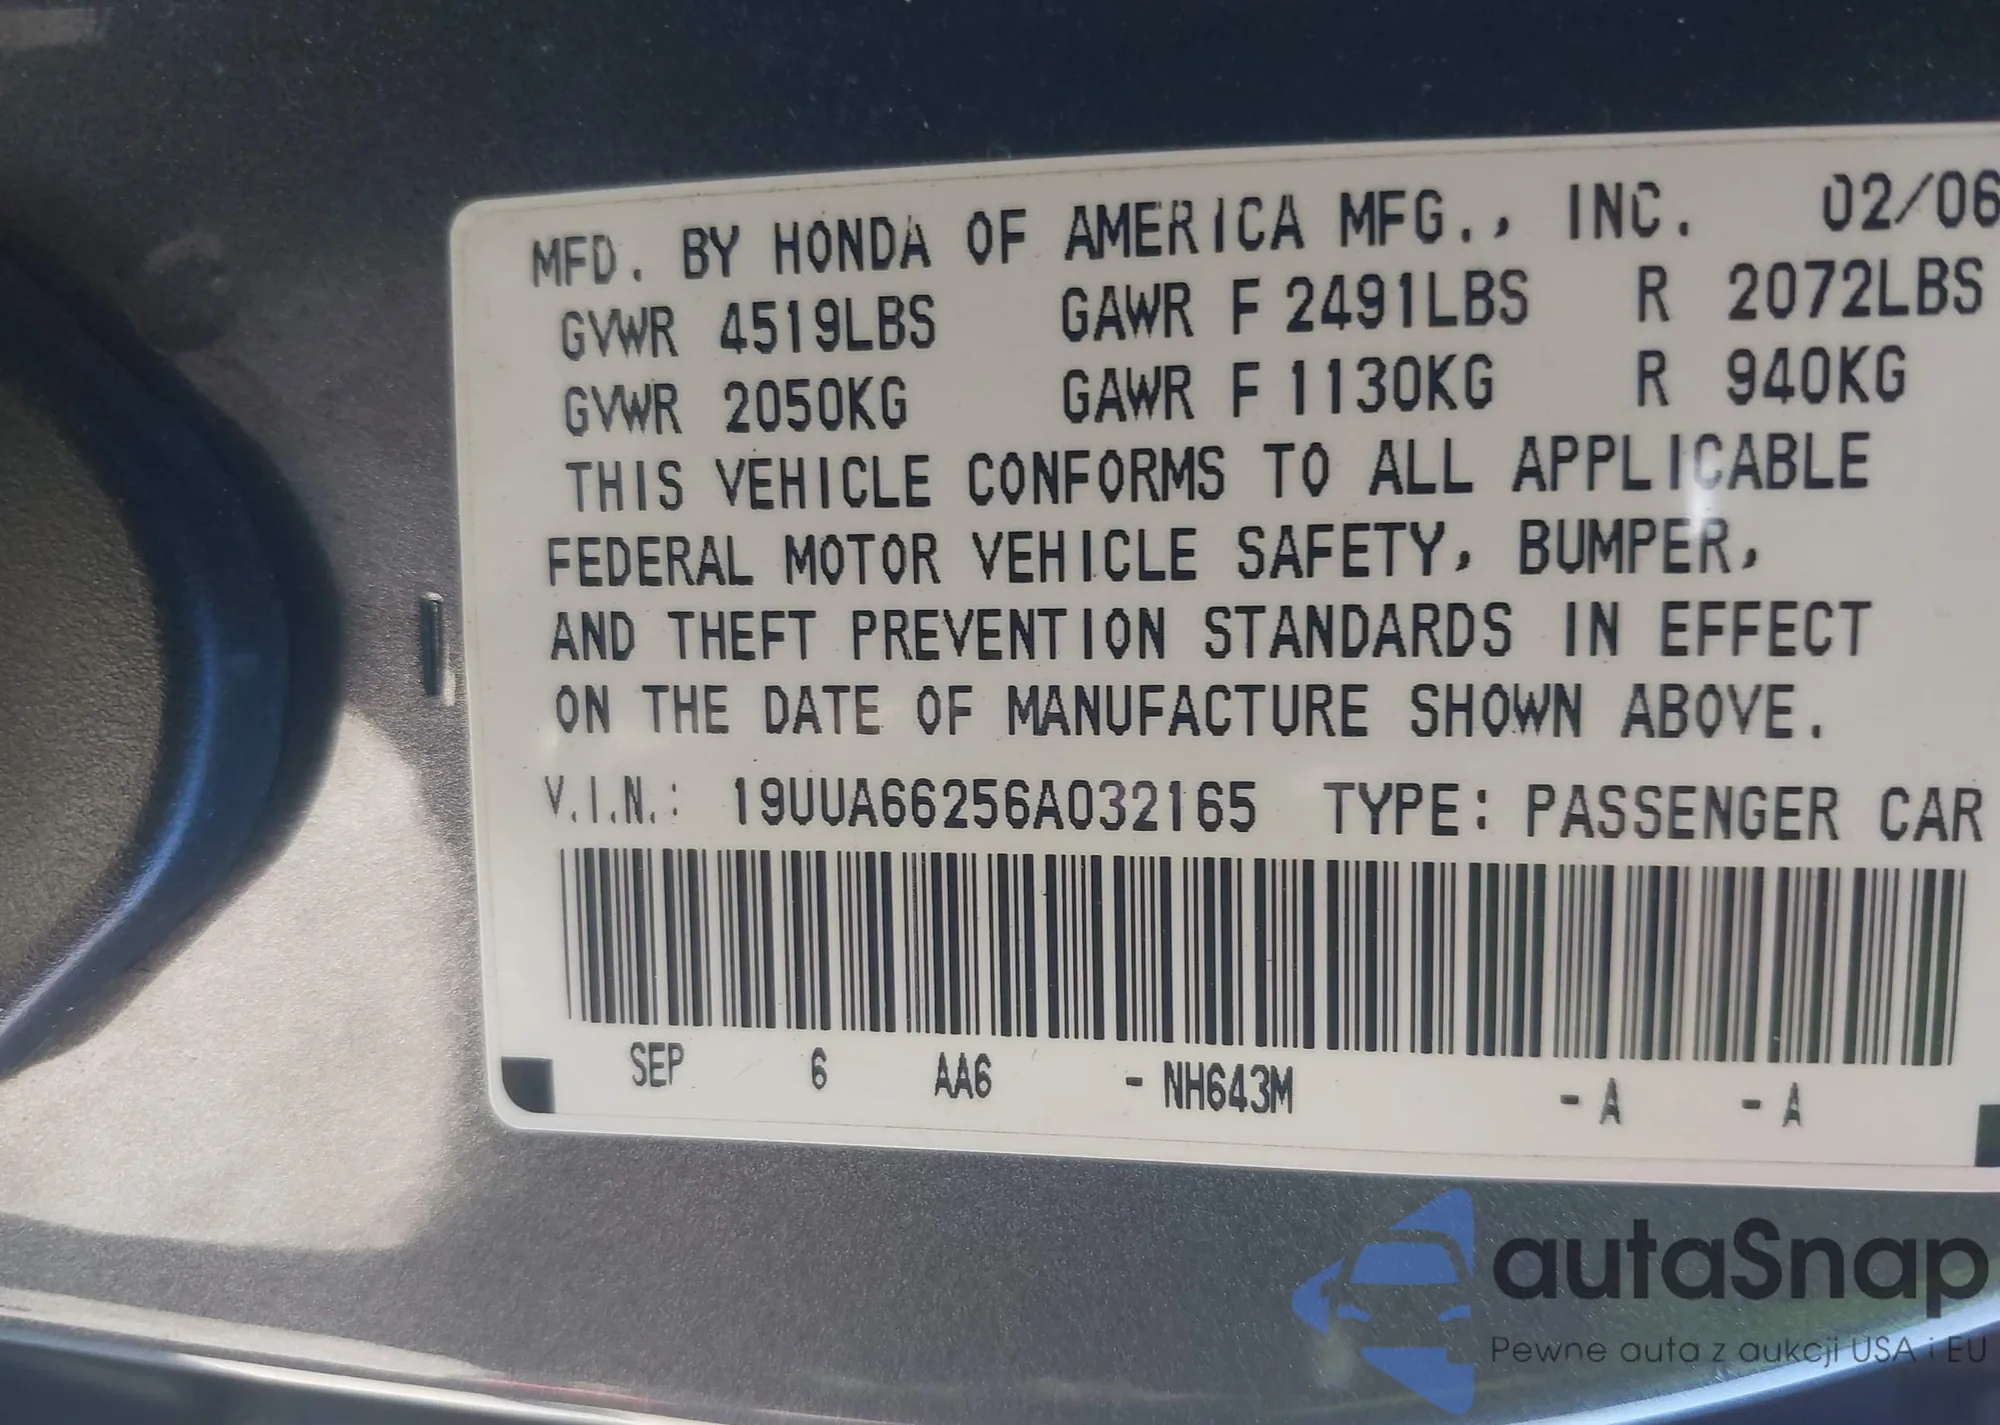 MFD. BY HONDA OF AMERICA MFG., INC. 02/06
GVWR 4519LBS GAWR F 2491LBS R 2072LBS
GVWR 2050KG GAWR F 1130KG R 940KG
THIS VEHICLE CONFORMS TO ALL APPLICABLE
FEDERAL MOTOR VEHICLE SAFETY, BUMPER,
AND THEFT PREVENTION STANDARDS IN EFFECT
ON THE DATE OF MANUFACTURE SHOWN ABOVE.
V.I.N.: 19UUA66256A032165 TYPE: PASSENGER CAR
SEP 6 AA6 - NH643M - A - A
autaSnap
Pewne auta z aukcji USA i EU